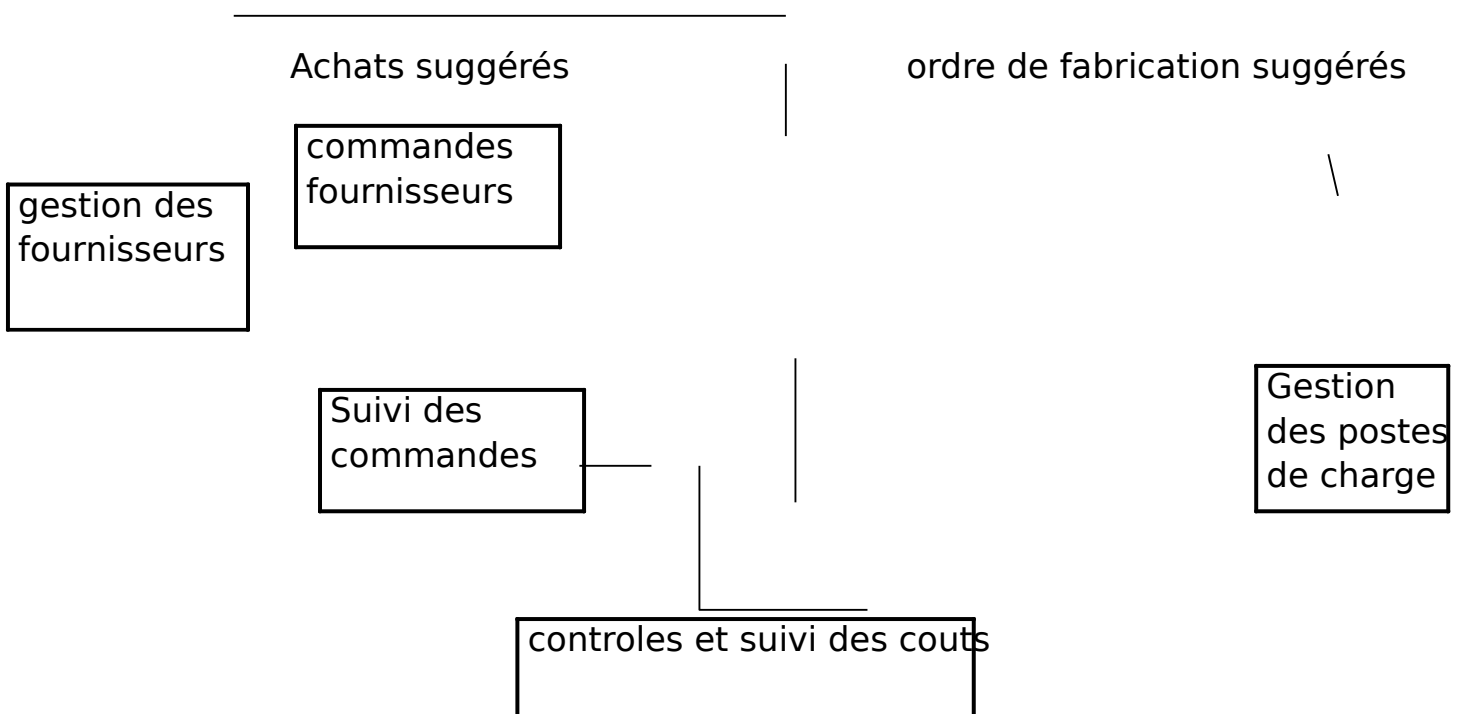 Achats suggérés
ordre de fabrication suggérés
commandes
fournisseurs
gestion des
fournisseurs
Suivi des
commandes
Gestion
des postes
de charge
controles et suivi des couts